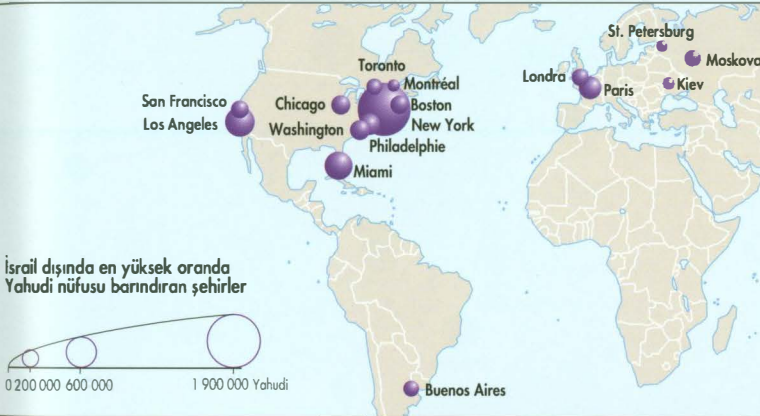 St. Petersburg
Moskova
Londra
Paris
Kiev
Toronto
Montréal
San Francisco
Chicago
Boston
Los Angeles
Washington
New York
Philadelphie
Miami
İsrail dışında en yüksek oranda
Yahudi nüfusu barındıran şehirler
0 200 000 600 000 1 900 000 Yahudi
Buenos Aires